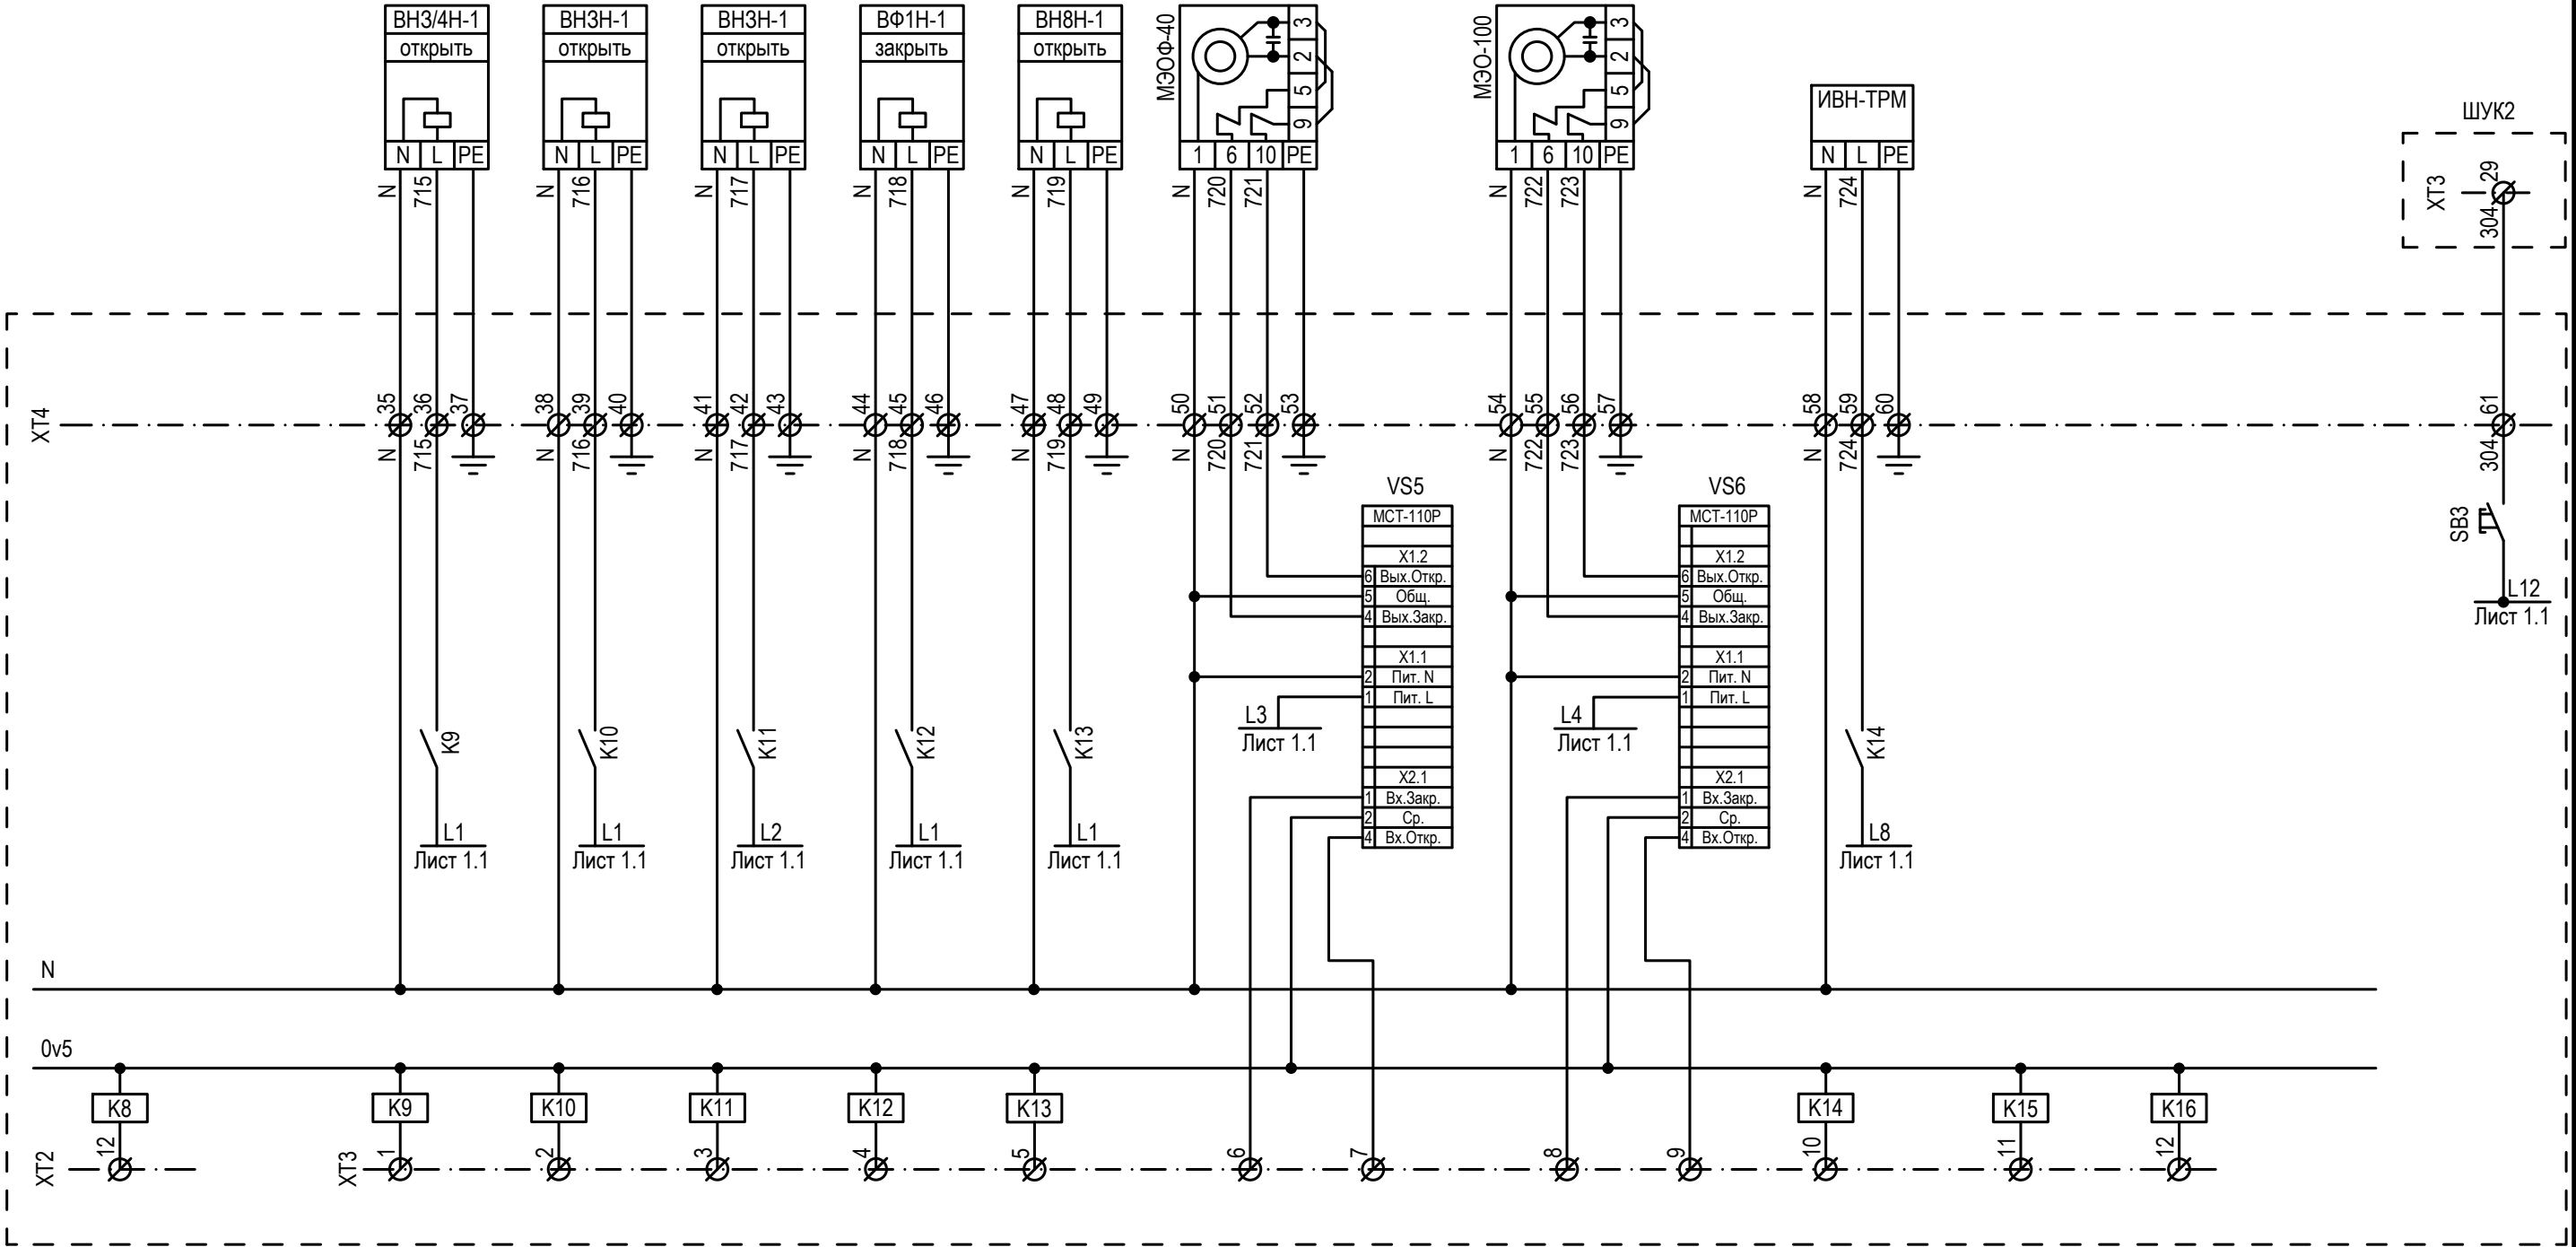 ВН3/4Н-1 ВН3Н-1 ВН3Н-1 ВФ1Н-1 ВН8Н-1
открыть открыть открыть закрыть открыть
МЭОФ-40 3 2 5 9
МЭО-100 3 2 5 9
ИВН-ТРМ
ШУК2
N L PE N L PE N L PE N L PE N L PE 1 6 10 PE 1 6 10 PE N L PE
XT3 29
304
N 715 N 716 N 717 N 718 N 719 N 720 721 N 722 723 N 724
XT4 35 36 37 38 39 40 41 42 43 44 45 46 47 48 49 50 51 52 53 54 55 56 57 58 59 60 61
N 715 N 716 N 717 N 718 N 719 N 720 721 N 722 723 N 724 304
VS5 VS6
МСТ-110Р МСТ-110Р
SB3
X1.2 X1.2
6 Вых.Откр. 6 Вых.Откр.
5 Общ. 5 Общ.
L12
4 Вых.Закр. 4 Вых.Закр.
Лист 1.1
X1.1 X1.1
2 Пит. N 2 Пит. N
1 Пит. L 1 Пит. L
L3 L4
Лист 1.1 Лист 1.1
K9 K10 K11 K12 K13 K14
X2.1 X2.1
1 Вх.Закр. 1 Вх.Закр.
2 Ср. 2 Ср.
4 Вх.Откр. 4 Вх.Откр.
L1 L1 L2 L1 L1 L8
Лист 1.1 Лист 1.1 Лист 1.1 Лист 1.1 Лист 1.1 Лист 1.1
N
0v5
K8 K9 K10 K11 K12 K13 K14 K15 K16
XT2 12 XT3 1 2 3 4 5 6 7 8 9 10 11 12